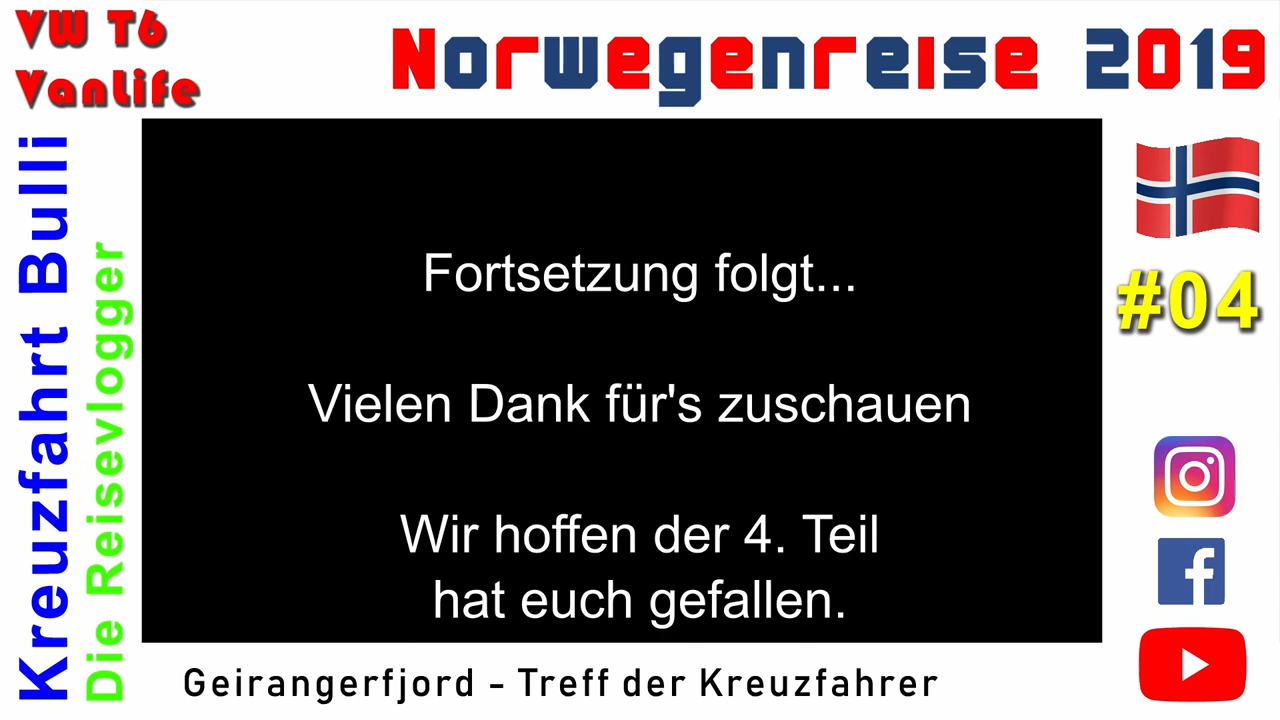 VW T6
VanLife
Norwegenreise 2019
Kreuzfahrt Bulli
Die Reisevlogger
Fortsetzung folgt...
Vielen Dank für's zuschauen
Wir hoffen der 4. Teil
hat euch gefallen.
#04
Geirangerfjord - Treff der Kreuzfahrer